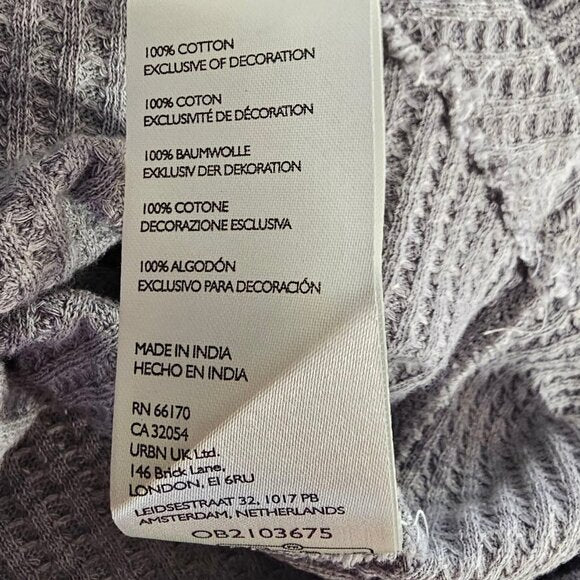 100% COTTON
EXCLUSIVE OF DECORATION
100% COTON
EXCLUSIVITÉ DE DÉCORATION
100% BAUMWOLLE
EXKLUSIV DER DEKORATION
100% COTONE
DECORAZIONE ESCLUSIVA
100% ALGODÓN
EXCLUSIVO PARA DECORACIÓN
MADE IN INDIA
HECHO EN INDIA
RN 66170
CA 32054
URBN UK Ltd.
146 Brick Lane,
LONDON, E1 6RU
LEIDSESTRAAT 32, 1017 PB
AMSTERDAM, NETHERLANDS
OB2103675